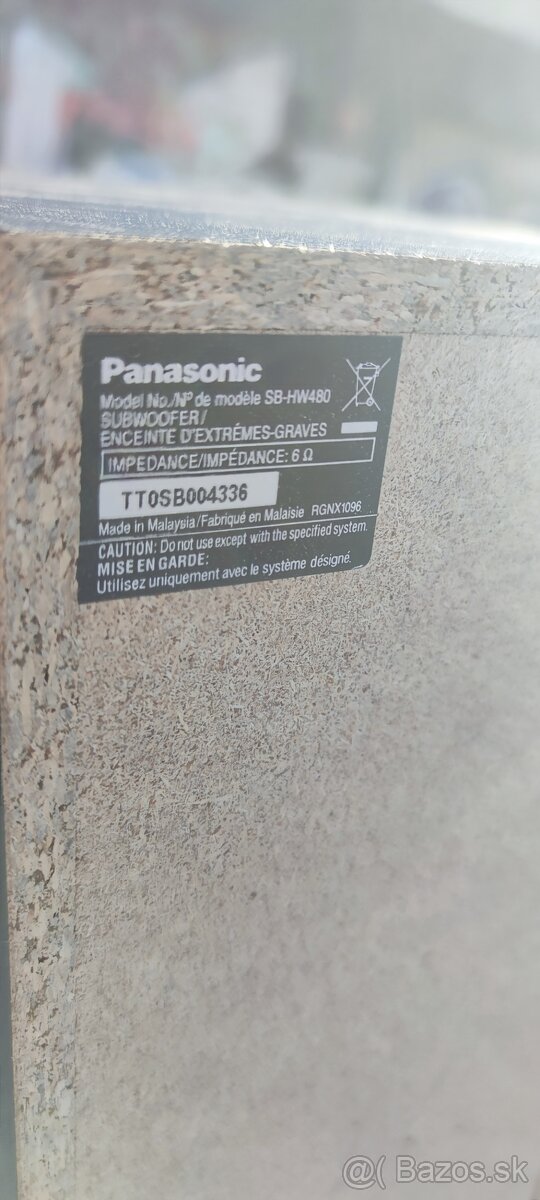 Panasonic
Model No./Nº de modèle SB-HW480
SUBWOOFER/
ENCEINTE D'EXTRÊMES-GRAVES
IMPEDANCE/IMPÉDANCE: 6 Ω
TT0SB004336
Made in Malaysia/Fabriqué en Malaisie RGNX1096
CAUTION: Do not use except with the specified system.
MISE EN GARDE:
Utilisez uniquement avec le système désigné.
@( Bazos.sk